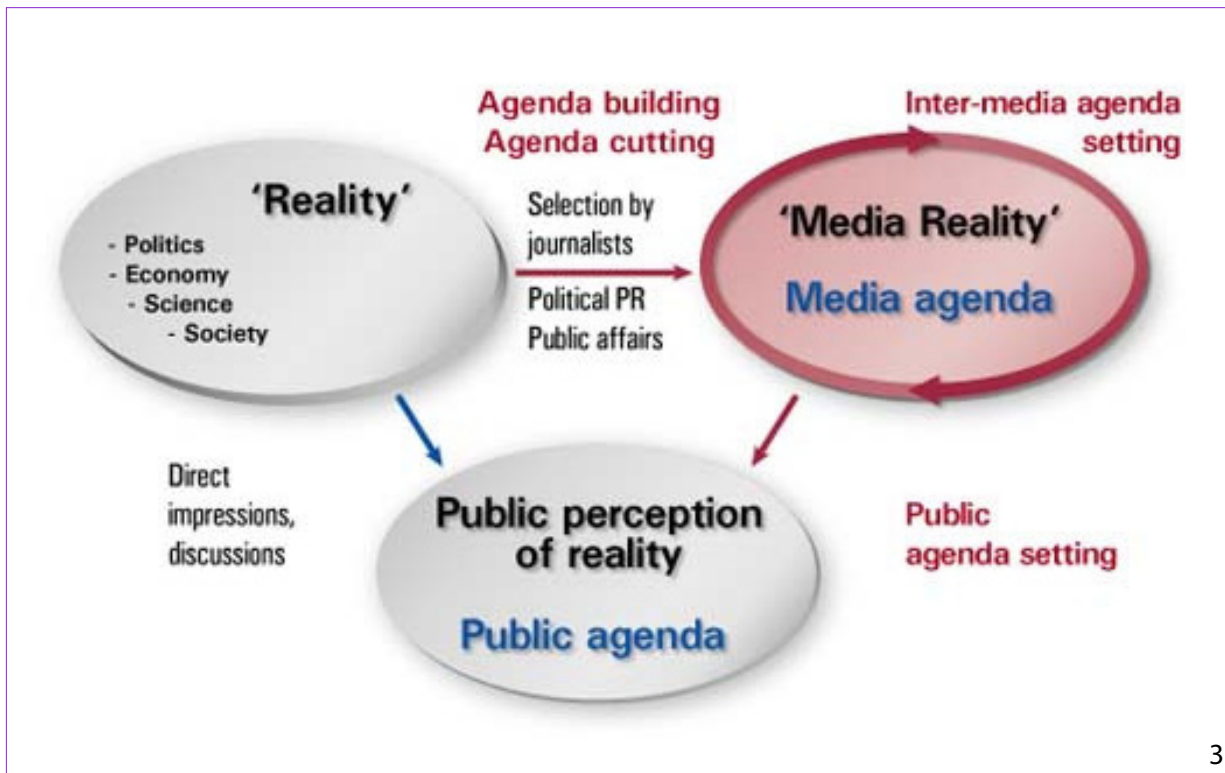 Agenda building
Agenda cutting
Inter-media agenda
setting
'Reality'
- Politics
- Economy
- Science
- Society
Selection by
journalists
Political PR
Public affairs
'Media Reality'
Media agenda
Direct
impressions,
discussions
Public perception
of reality
Public agenda
Public
agenda setting
3